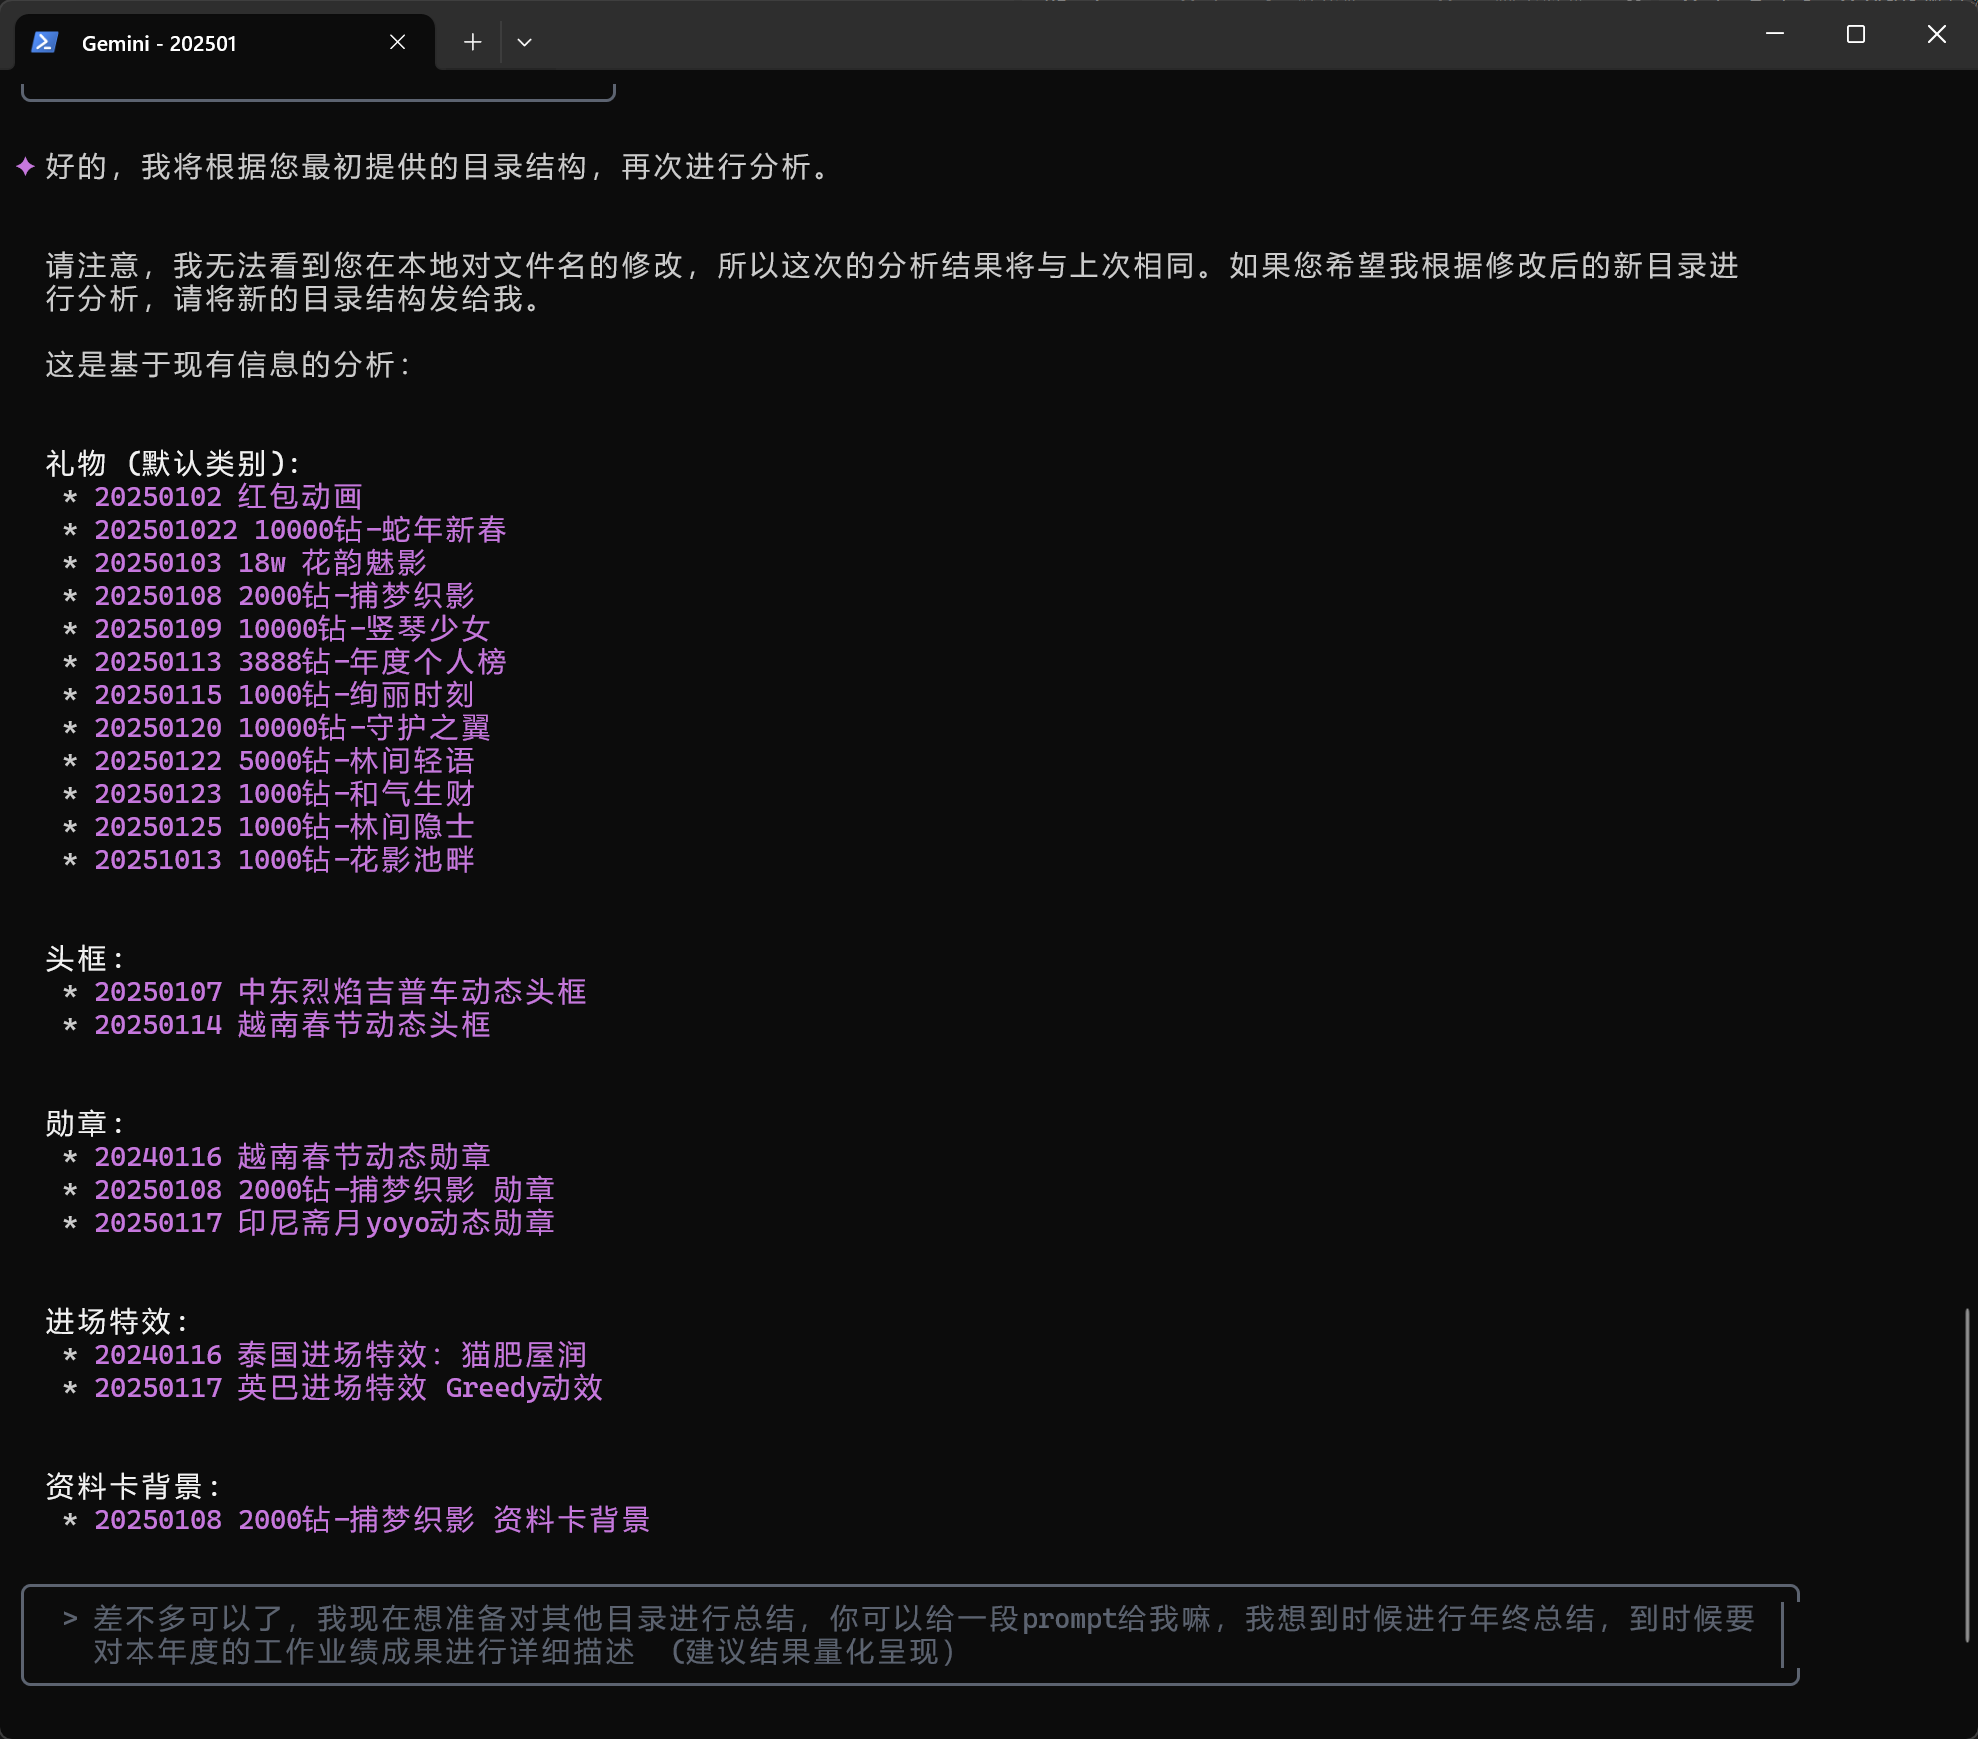 Gemini - 202501
好的，我将根据您最初提供的目录结构，再次进行分析。
请注意，我无法看到您在本地对文件名的修改，所以这次的分析结果将与上次相同。如果您希望我根据修改后的新目录进
行分析，请将新的目录结构发给我。
这是基于现有信息的分析：
礼物 (默认类别):
* 20250102 红包动画
* 202501022 10000钻-蛇年新春
* 20250103 18w 花韵魅影
* 20250108 2000钻-捕梦织影
* 20250109 10000钻-竖琴少女
* 20250113 3888钻-年度个人榜
* 20250115 1000钻-绚丽时刻
* 20250120 10000钻-守护之翼
* 20250122 5000钻-林间轻语
* 20250123 1000钻-和气生财
* 20250125 1000钻-林间隐士
* 20251013 1000钻-花影池畔
头框:
* 20250107 中东烈焰吉普车动态头框
* 20250114 越南春节动态头框
勋章:
* 20240116 越南春节动态勋章
* 20250108 2000钻-捕梦织影 勋章
* 20250117 印尼斋月yoyo动态勋章
进场特效:
* 20240116 泰国进场特效：猫肥屋润
* 20250117 英巴进场特效 Greedy动效
资料卡背景:
* 20250108 2000钻-捕梦织影 资料卡背景
> 差不多可以了，我现在想准备对其他目录进行总结，你可以给一段prompt给我嘛，我想到时候进行年终总结，到时候要
对本年度的工作业绩成果进行详细描述 （建议结果量化呈现）